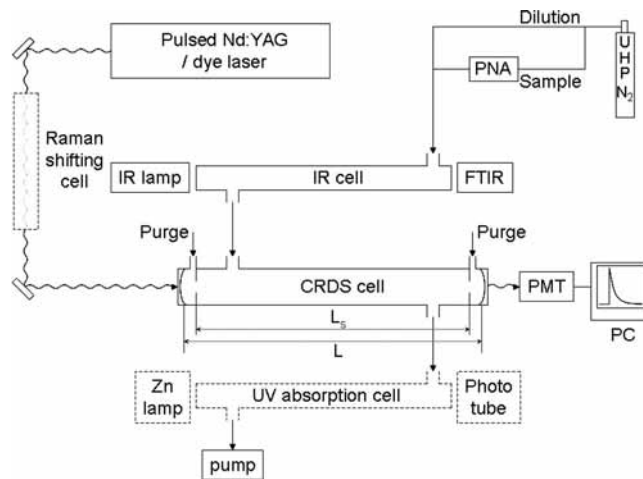 Dilution
Pulsed Nd:YAG
/ dye laser
PNA
Sample
UHP N₂
Raman
shifting
cell
IR lamp
IR cell
FTIR
Purge
Purge
CRDS cell
PMT
PC
Lₛ
L
Zn
lamp
UV absorption cell
Photo
tube
pump